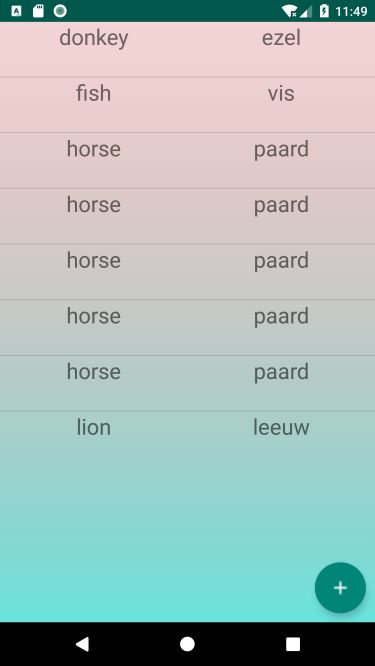 11:49
donkey ezel
fish vis
horse paard
horse paard
horse paard
horse paard
horse paard
lion leeuw
+